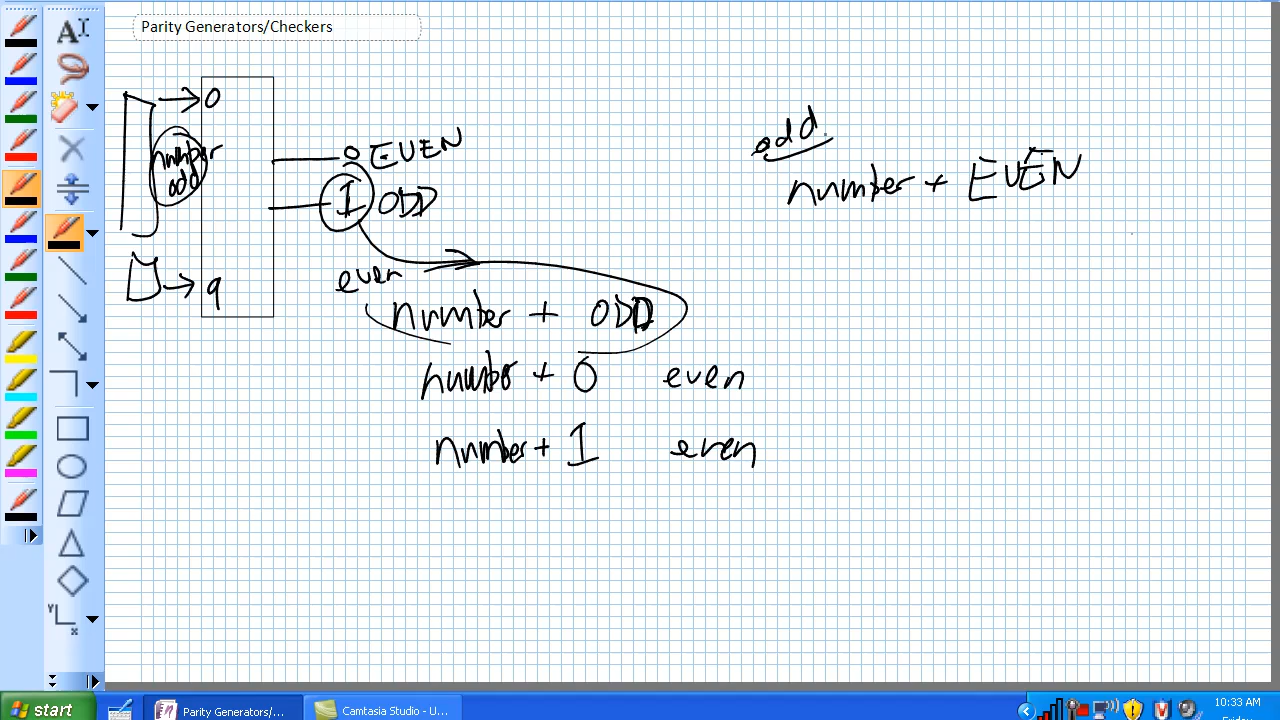 Parity Generators/Checkers
0
number
odd
0 EVEN
1 ODD
9
odd
number + EVEN
even
number + ODD
number + 0 even
number + 1 even
start
Parity Generators/...
Camtasia Studio - U...
10:33 AM
Friday